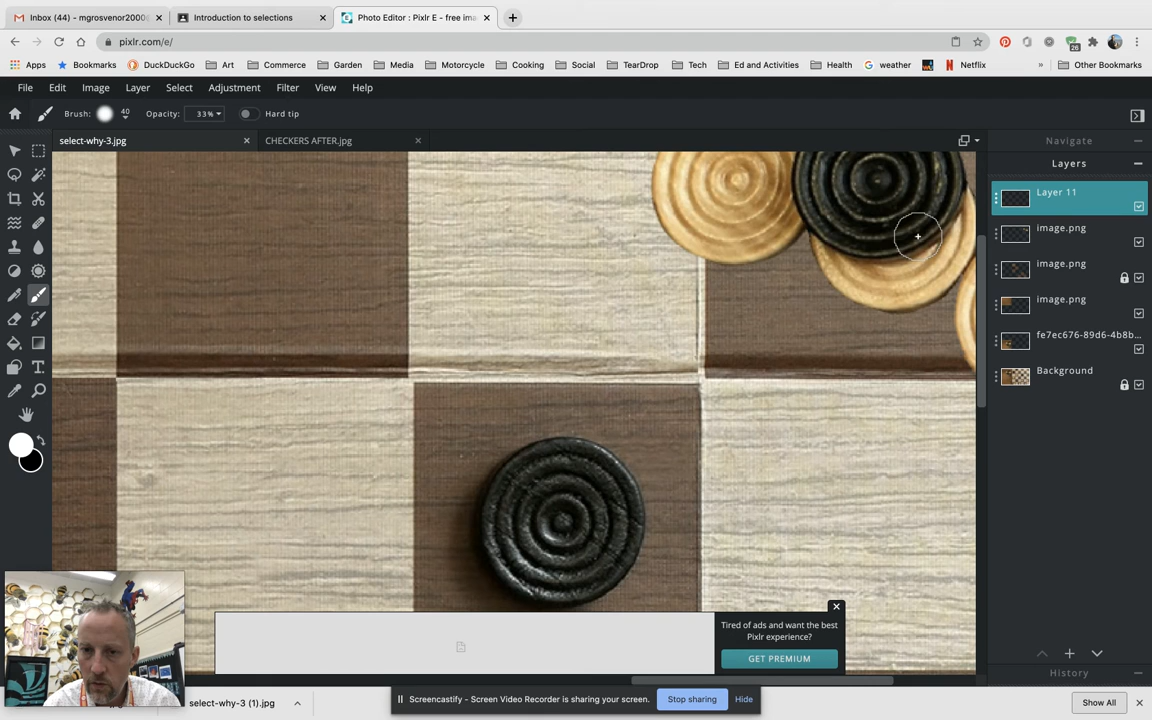 Inbox (44) - mgrosvenor2000@
Introduction to selections
Photo Editor : Pixlr E - free ima
pixlr.com/e/
26
Apps
Bookmarks
DuckDuckGo
Art
Commerce
Garden
Media
Motorcycle
Cooking
Social
TearDrop
Tech
Ed and Activities
Health
weather
Netflix
»
Other Bookmarks
File
Edit
Image
Layer
Select
Adjustment
Filter
View
Help
Brush:
40
Opacity:
33%
Hard tip
select-why-3.jpg
CHECKERS AFTER.jpg
Navigate
Layers
Layer 11
image.png
image.png
image.png
fe7ec676-89d6-4b8b...
Background
Tired of ads and want the best
Pixlr experience?
GET PREMIUM
History
select-why-3 (1).jpg
Screencastify - Screen Video Recorder is sharing your screen.
Stop sharing
Hide
Show All